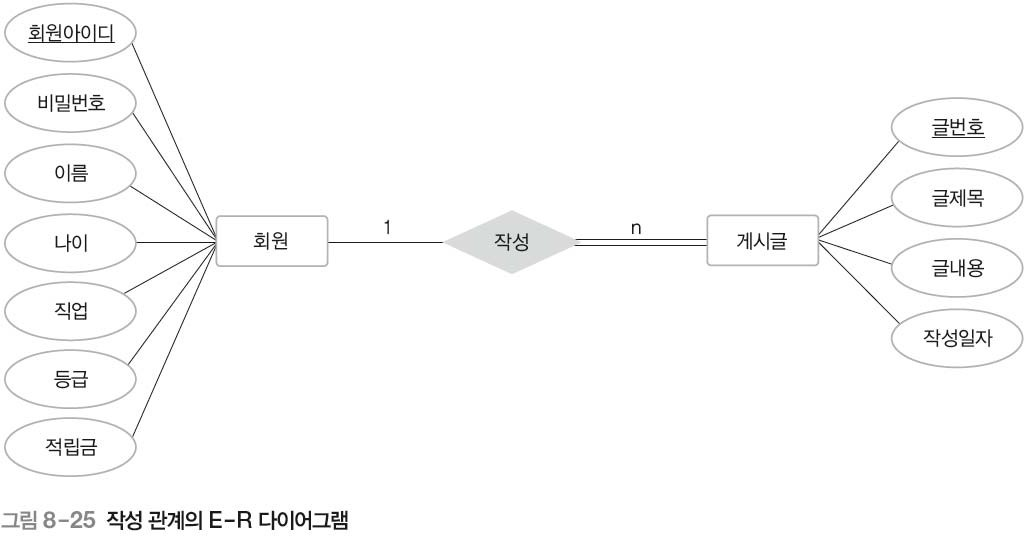 회원아이디
비밀번호
이름
나이
직업
등급
적립금
회원
1
작성
n
게시글
글번호
글제목
글내용
작성일자
그림 8-25 작성 관계의 E-R 다이어그램